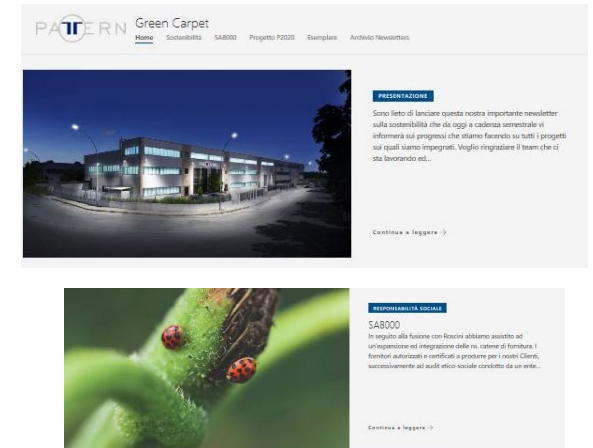 PATTERN
Green Carpet
Home Sostenibilità SA8000 Progetto P2020 Esemplare Archivio Newsletters
PRESENTAZIONE
Sono lieto di lanciare questa nostra importante newsletter
sulla sostenibilità che da oggi a cadenza semestrale vi
informerà sui progressi che stiamo facendo su tutti i progetti
sui quali siamo impegnati. Voglio ringraziare il team che ci
sta lavorando ed...
Continua a leggere →
RESPONSABILITÀ SOCIALE
SA8000
In seguito alla fusione con Roscini abbiamo assistito ad
un'espansione ed integrazione delle ns. catene di fornitura. I
fornitori autorizzati e certificati a produrre per i nostri Clienti,
successivamente ad audit etico-sociale condotto da un ente...
Continua a leggere →